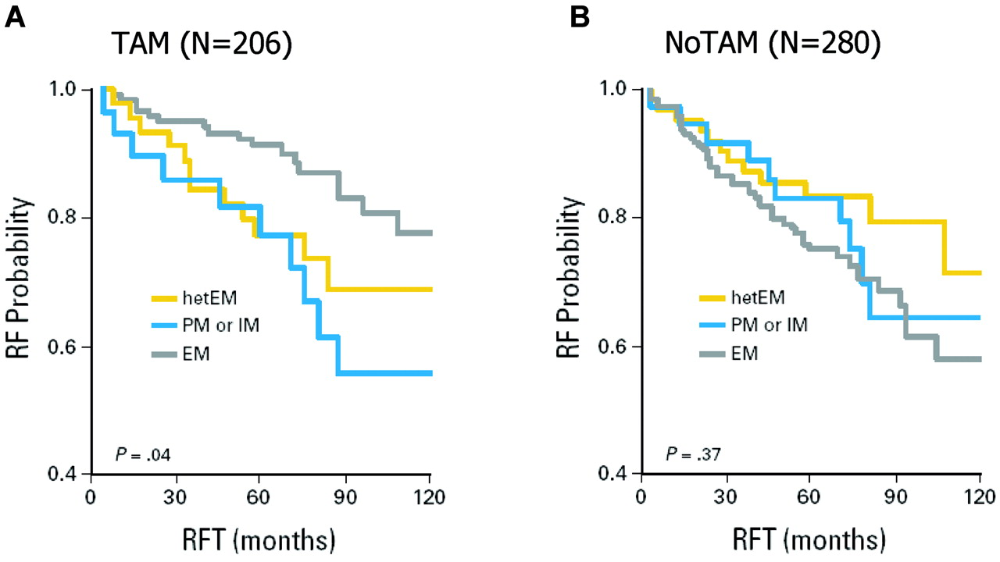 A
TAM (N=206)
RF Probability
1.0
0.8
0.6
0.4
hetEM
PM or IM
EM
P = .04
0 30 60 90 120
RFT (months)
B
NoTAM (N=280)
RF Probability
1.0
0.8
0.6
0.4
hetEM
PM or IM
EM
P = .37
0 30 60 90 120
RFT (months)